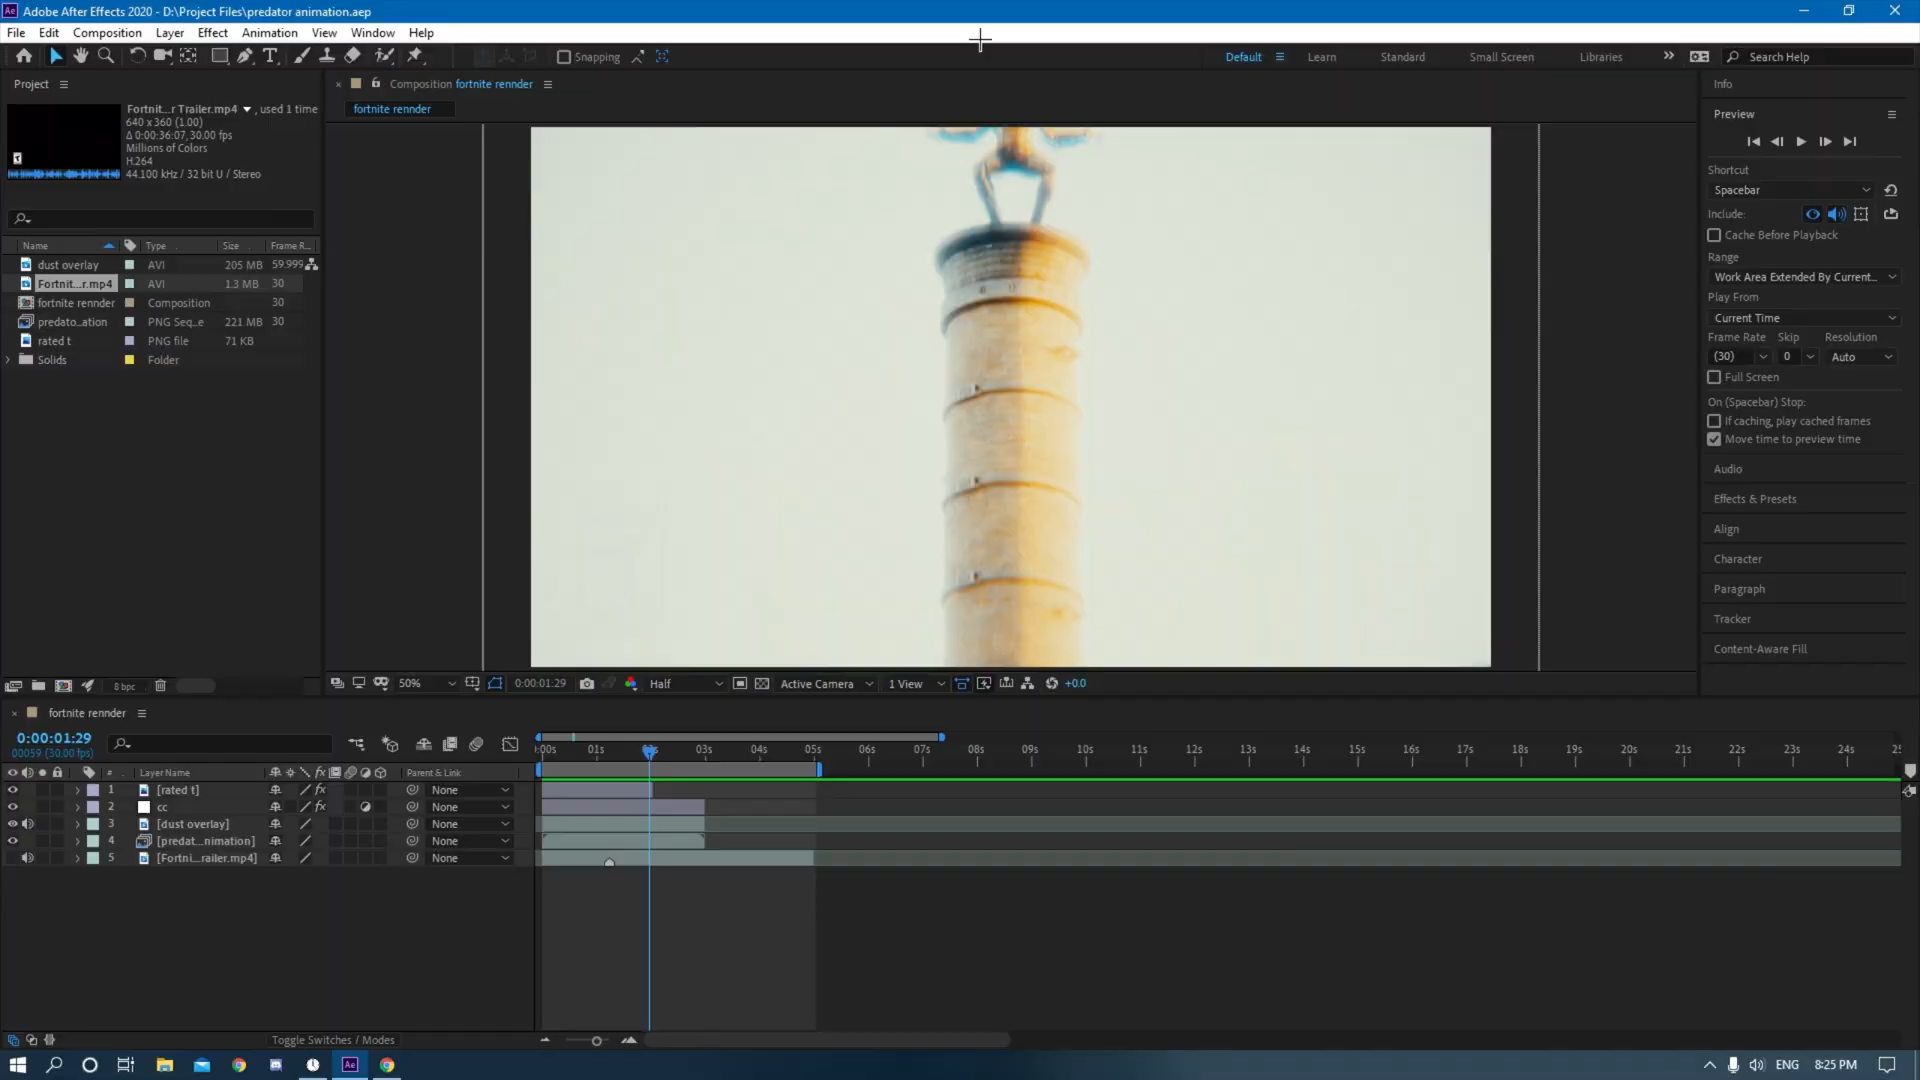 Adobe After Effects 2020 - D:\Project Files\predator animation.aep
File Edit Composition Layer Effect Animation View Window Help
Snapping
Default Learn Standard Small Screen Libraries Search Help
Project
Fortnit...r Trailer.mp4 , used 1 time
640 x 360 (1.00)
Δ 0:00:36:07, 30.00 fps
Millions of Colors
H.264
44.100 kHz / 32 bit U / Stereo
Name Type Size Frame R...
dust overlay AVI 205 MB 59.999
Fortnit...r.mp4 AVI 1.3 MB 30
fortnite rennder Composition 30
predato...ation PNG Seq...e 221 MB 30
rated t PNG file 71 KB
Solids Folder
8 bpc
Composition fortnite rennder
fortnite rennder
50% 0:00:01:29 Half Active Camera 1 View +0.0
Info
Preview
Shortcut
Spacebar
Include:
Cache Before Playback
Range
Work Area Extended By Current...
Play From
Current Time
Frame Rate Skip Resolution
(30) 0 Auto
Full Screen
On (Spacebar) Stop:
If caching, play cached frames
Move time to preview time
Audio
Effects & Presets
Align
Character
Paragraph
Tracker
Content-Aware Fill
fortnite rennder
0:00:01:29
00059 (30.00 fps)
# Layer Name fx Parent & Link
:00s 01s 03s 04s 05s 06s 07s 08s 09s 10s 11s 12s 13s 14s 15s 16s 17s 18s 19s 20s 21s 22s 23s 24s
1 [rated t] fx None
2 cc fx None
3 [dust overlay] None
4 [predat...nimation] None
5 [Fortni...railer.mp4] None
Toggle Switches / Modes
Ae ENG 8:25 PM